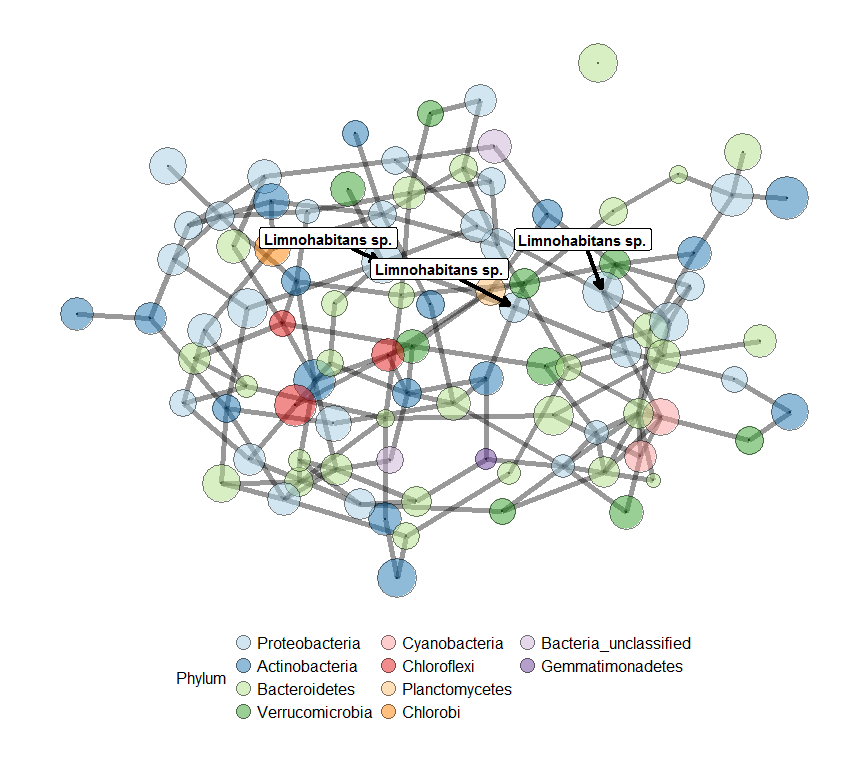 Limnohabitans sp.
Limnohabitans sp.
Limnohabitans sp.
Phylum
Proteobacteria
Actinobacteria
Bacteroidetes
Verrucomicrobia
Cyanobacteria
Chloroflexi
Planctomycetes
Chlorobi
Bacteria_unclassified
Gemmatimonadetes